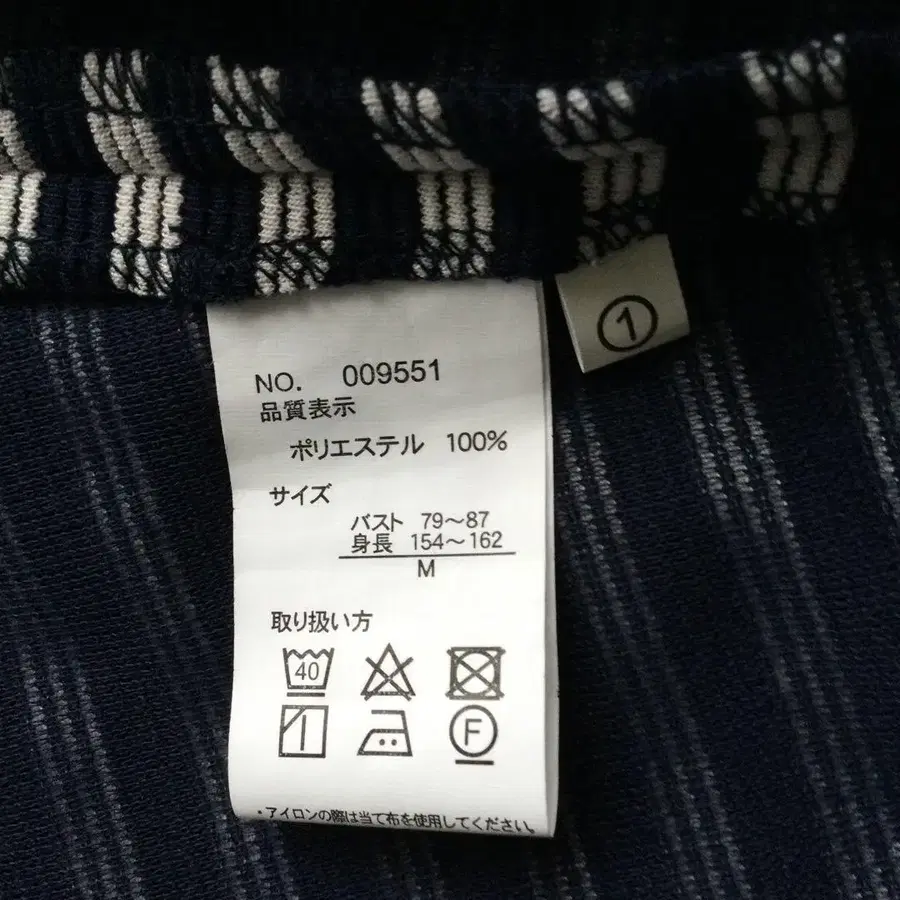 ①
NO. 009551
品質表示
ポリエステル 100%
サイズ
バスト 79～87
身長 154～162
M
取り扱い方
40
F
・アイロンの際は当て布を使用してください。